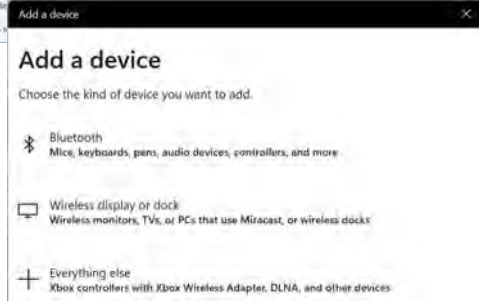 Add a device
Add a device
Choose the kind of device you want to add.
Bluetooth
Mice, keyboards, pens, audio devices, controllers, and more
Wireless display or dock
Wireless monitors, TVs, or PCs that use Miracast, or wireless docks
Everything else
Xbox controllers with Xbox Wireless Adapter, DLNA, and other devices